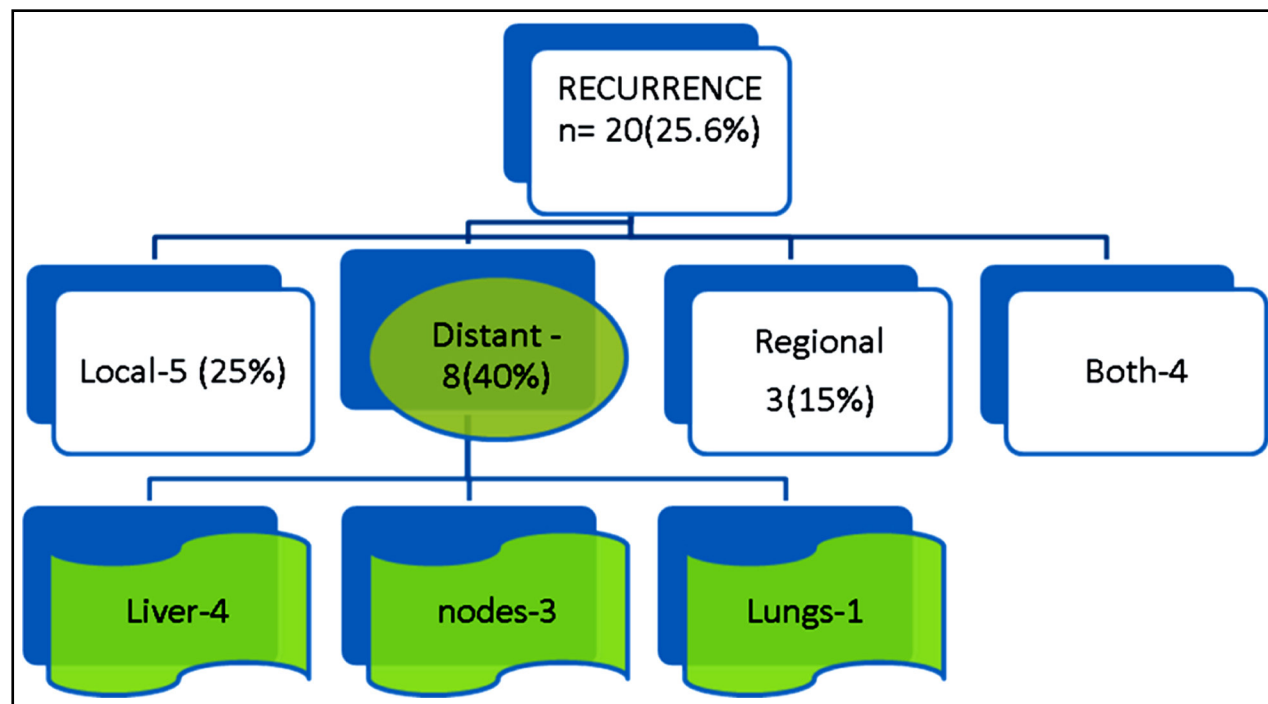 RECURRENCE
n= 20(25.6%)
Local-5 (25%)
Distant -
8(40%)
Regional
3(15%)
Both-4
Liver-4
nodes-3
Lungs-1